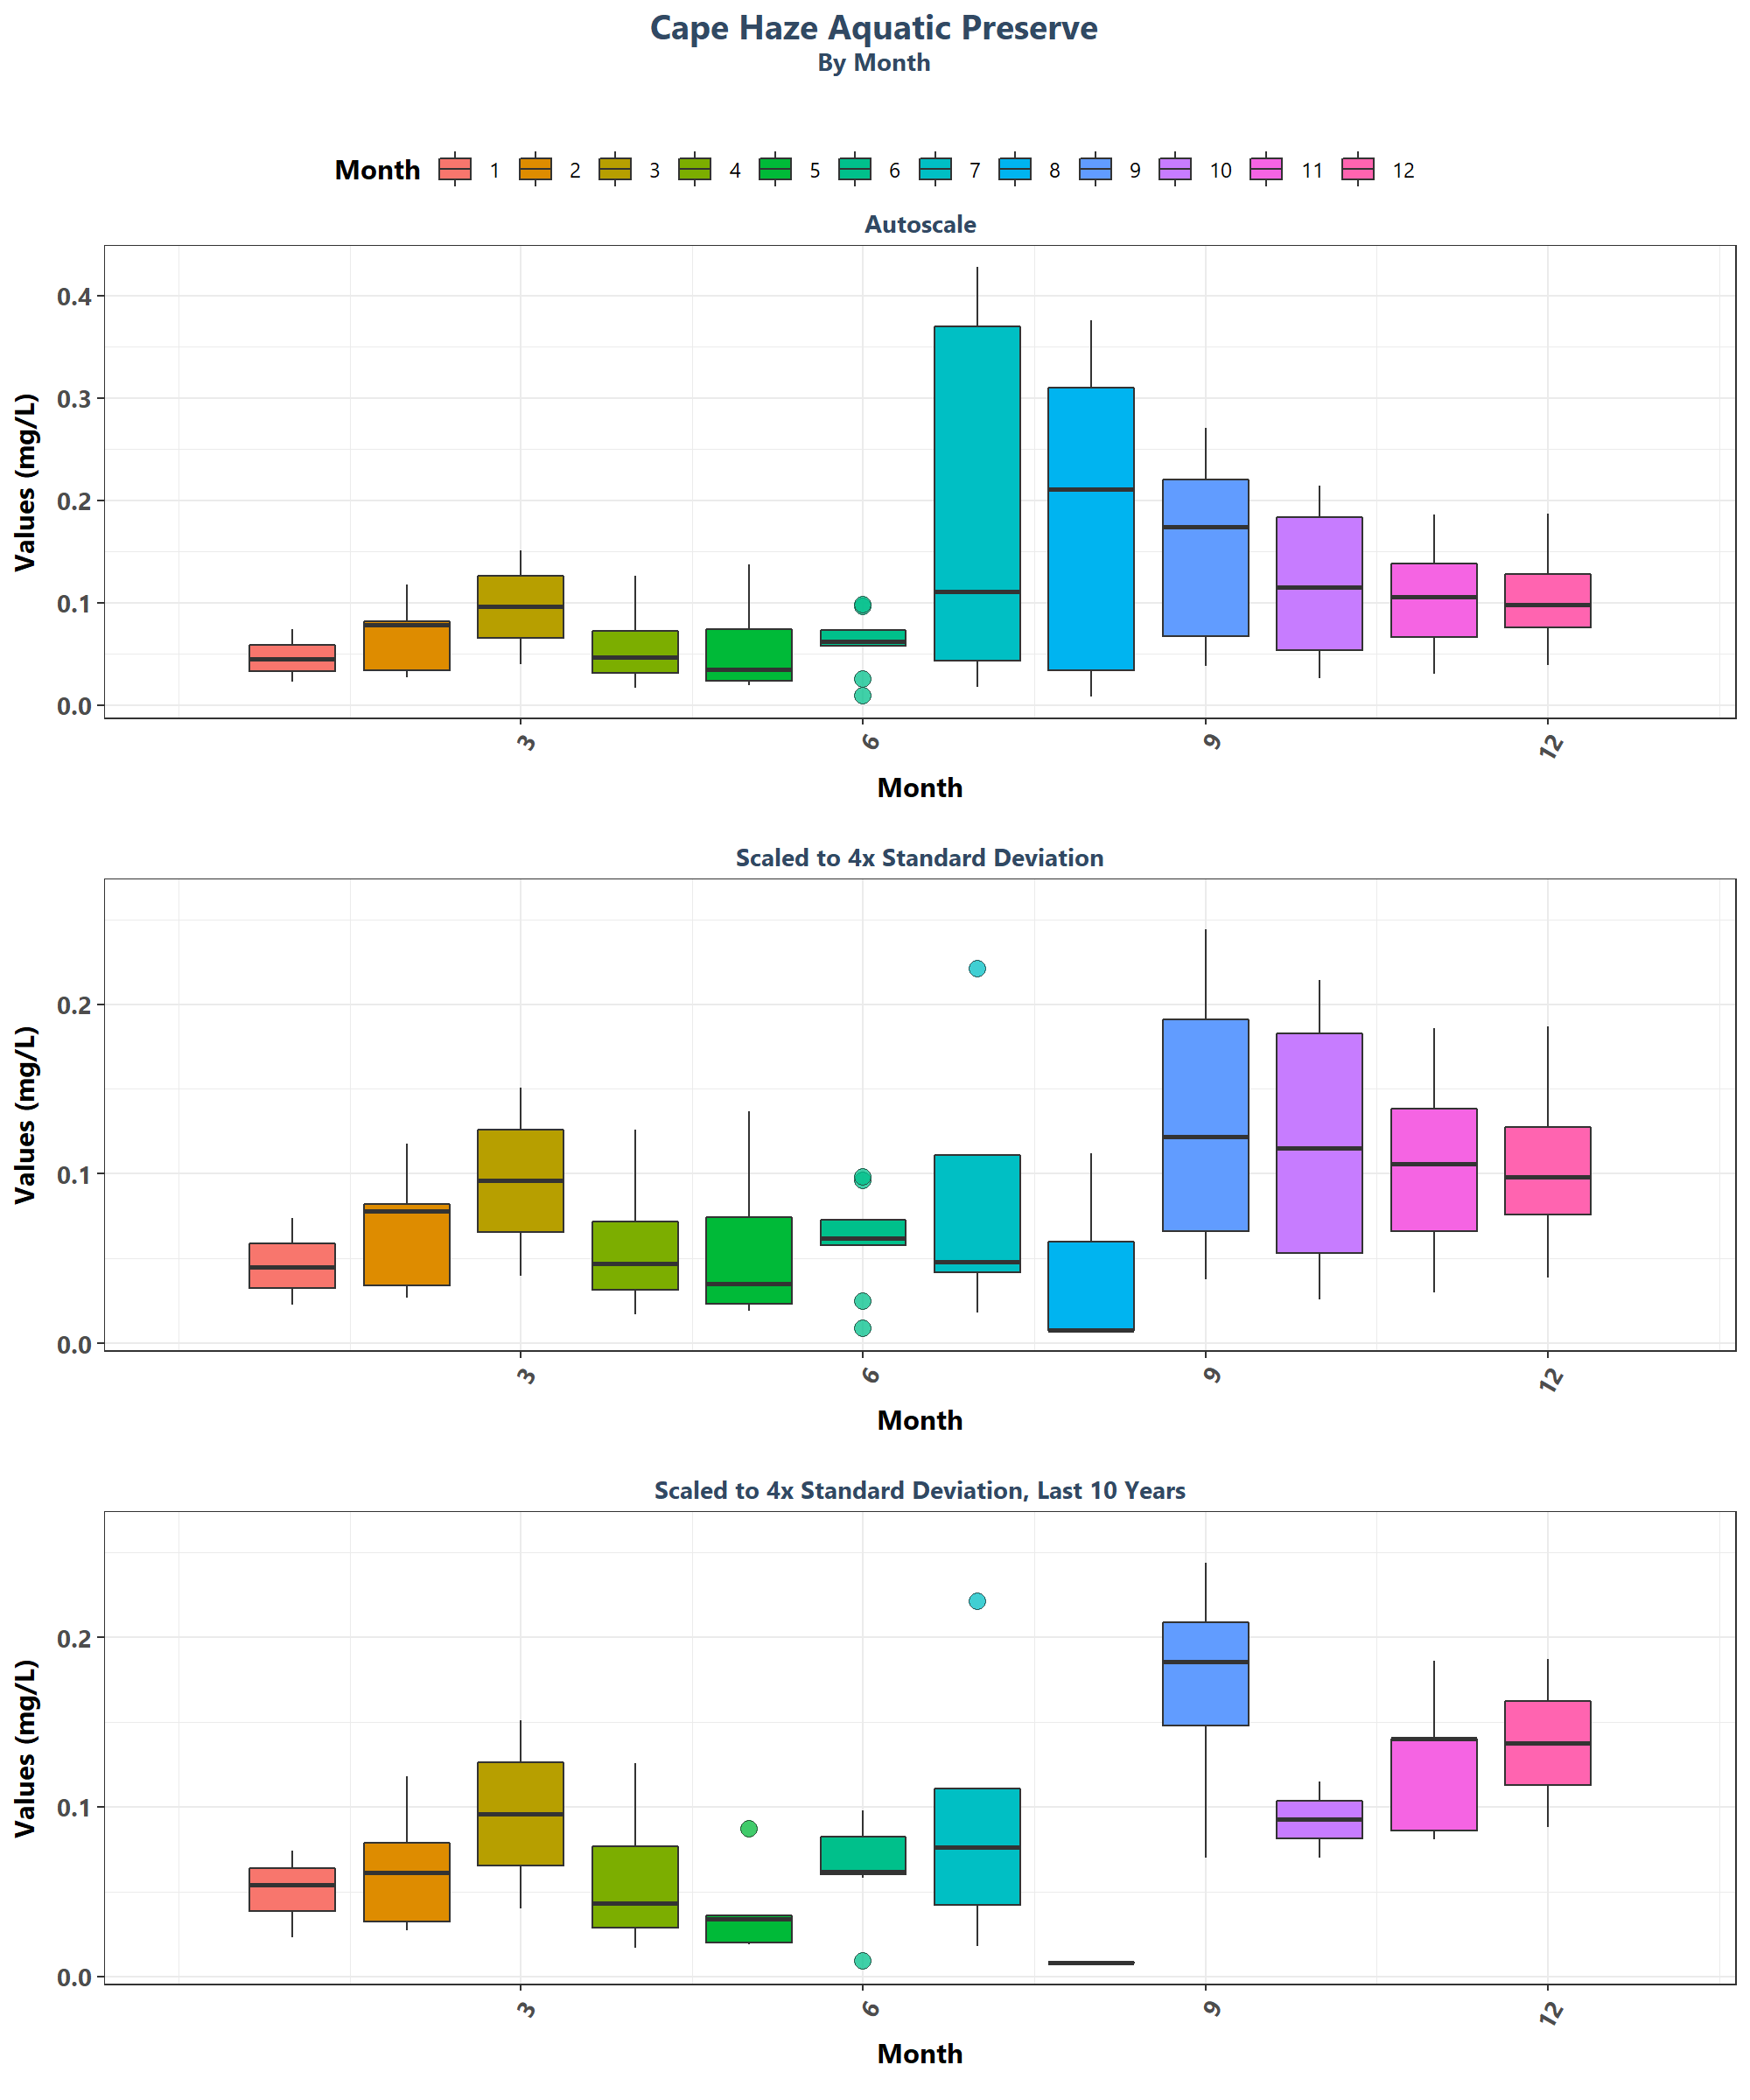 Cape Haze Aquatic Preserve
By Month
Month 1 2 3 4 5 6 7 8 9 10 11 12
Autoscale
Values (mg/L)
0.4
0.3
0.2
0.1
0.0
3 6 9 12
Month
Scaled to 4x Standard Deviation
Values (mg/L)
0.2
0.1
0.0
3 6 9 12
Month
Scaled to 4x Standard Deviation, Last 10 Years
Values (mg/L)
0.2
0.1
0.0
3 6 9 12
Month